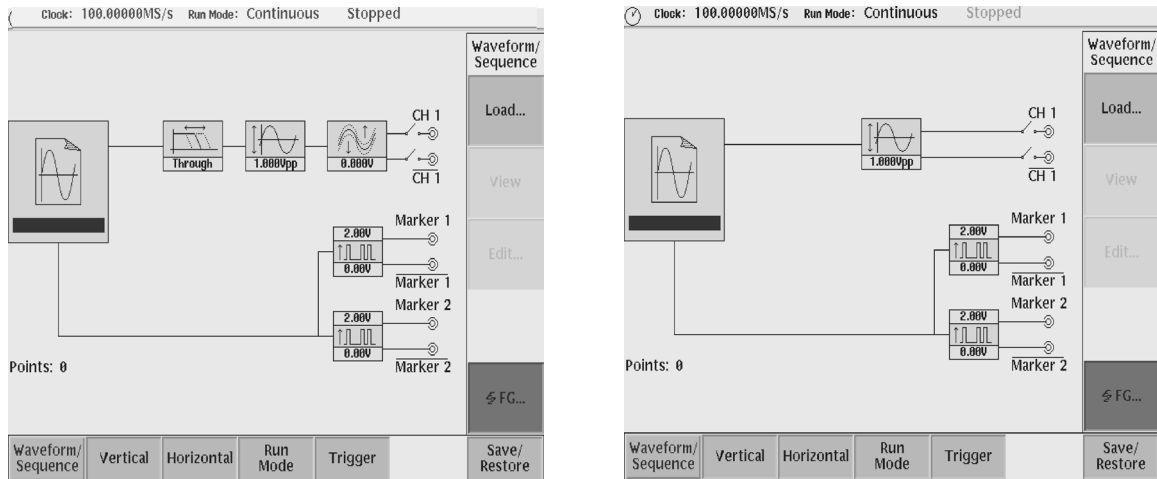 Clock: 100.00000MS/s Run Mode: Continuous Stopped
Waveform/
Sequence
Load...
CH 1
Through
1.000Vpp
0.000V
CH 1
View
Marker 1
2.00V
0.00V
Edit...
Marker 1
Marker 2
2.00V
0.00V
Points: 0
Marker 2
FG...
Waveform/
Sequence
Vertical
Horizontal
Run
Mode
Trigger
Save/
Restore
Clock: 100.00000MS/s Run Mode: Continuous Stopped
Waveform/
Sequence
Load...
CH 1
1.000Vpp
CH 1
View
Marker 1
2.00V
0.00V
Edit...
Marker 1
Marker 2
2.00V
0.00V
Points: 0
Marker 2
FG...
Waveform/
Sequence
Vertical
Horizontal
Run
Mode
Trigger
Save/
Restore